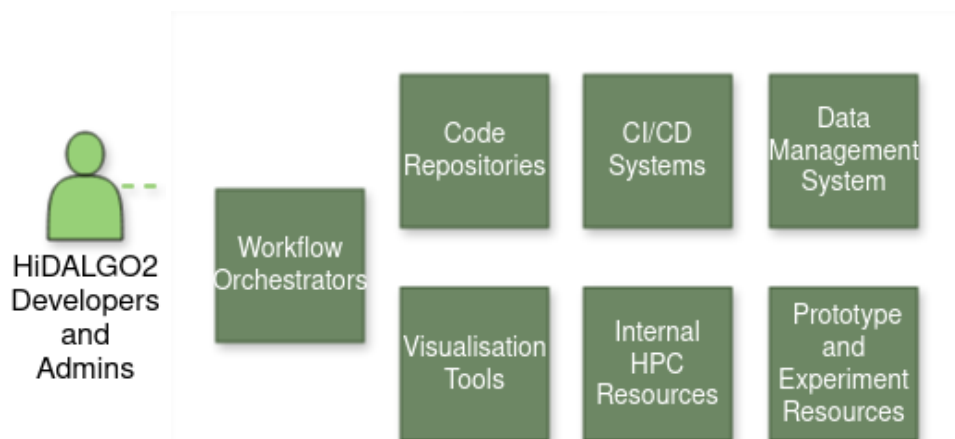 HiDALGO2
Developers
and
Admins
Workflow
Orchestrators
Code
Repositories
CI/CD
Systems
Data
Management
System
Visualisation
Tools
Internal
HPC
Resources
Prototype
and
Experiment
Resources